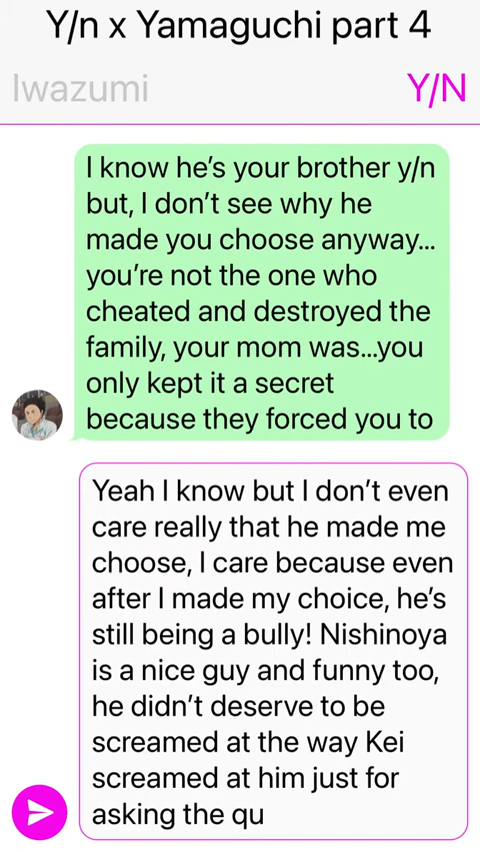 Y/n x Yamaguchi part 4
Iwazumi
Y/N
I know he's your brother y/n
but, I don't see why he
made you choose anyway...
you're not the one who
cheated and destroyed the
family, your mom was...you
only kept it a secret
because they forced you to
Yeah I know but I don't even
care really that he made me
choose, I care because even
after I made my choice, he's
still being a bully! Nishinoya
is a nice guy and funny too,
he didn't deserve to be
screamed at the way Kei
screamed at him just for
asking the qu